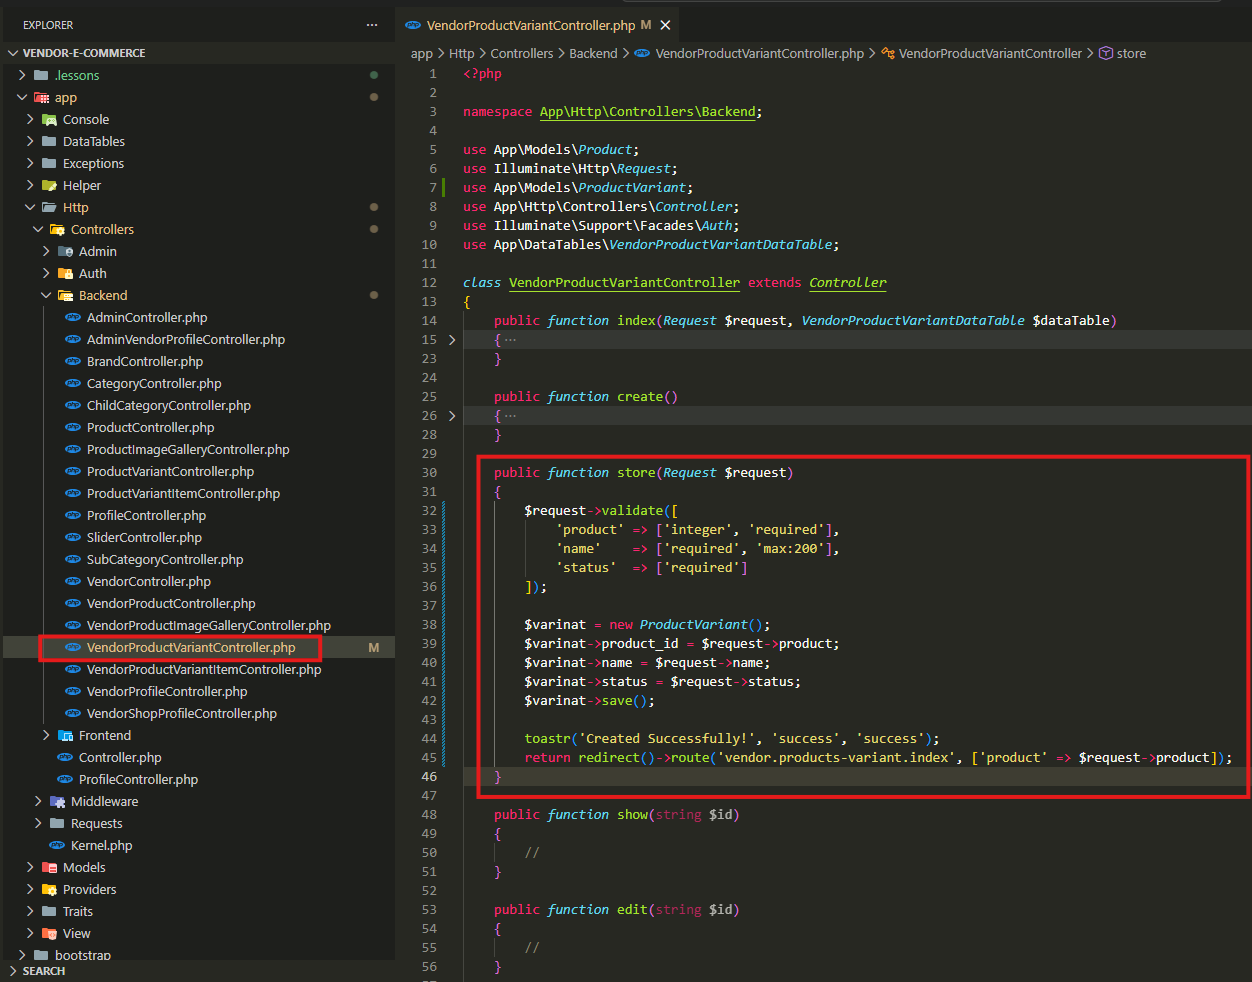 EXPLORER
···
VENDOR-E-COMMERCE
.lessons
app
Console
DataTables
Exceptions
Helper
Http
Controllers
Admin
Auth
Backend
AdminController.php
AdminVendorProfileController.php
BrandController.php
CategoryController.php
ChildCategoryController.php
ProductController.php
ProductImageGalleryController.php
ProductVariantController.php
ProductVariantItemController.php
ProfileController.php
SliderController.php
SubCategoryController.php
VendorController.php
VendorProductController.php
VendorProductImageGalleryController.php
VendorProductVariantController.php M
VendorProductVariantItemController.php
VendorProfileController.php
VendorShopProfileController.php
Frontend
Controller.php
ProfileController.php
Middleware
Requests
Kernel.php
Models
Providers
Traits
View
bootstrap
SEARCH
VendorProductVariantController.php M
app > Http > Controllers > Backend > VendorProductVariantController.php > VendorProductVariantController > store
1 <?php
2
3 namespace App\Http\Controllers\Backend;
4
5 use App\Models\Product;
6 use Illuminate\Http\Request;
7 use App\Models\ProductVariant;
8 use App\Http\Controllers\Controller;
9 use Illuminate\Support\Facades\Auth;
10 use App\DataTables\VendorProductVariantDataTable;
11
12 class VendorProductVariantController extends Controller
13 {
14 public function index(Request $request, VendorProductVariantDataTable $dataTable)
15 { ···
23 }
24
25 public function create()
26 { ···
28 }
29
30 public function store(Request $request)
31 {
32 $request->validate([
33 'product' => ['integer', 'required'],
34 'name' => ['required', 'max:200'],
35 'status' => ['required']
36 ]);
37
38 $varinat = new ProductVariant();
39 $varinat->product_id = $request->product;
40 $varinat->name = $request->name;
41 $varinat->status = $request->status;
42 $varinat->save();
43
44 toastr('Created Successfully!', 'success', 'success');
45 return redirect()->route('vendor.products-variant.index', ['product' => $request->product]);
46 }
47
48 public function show(string $id)
49 {
50 //
51 }
52
53 public function edit(string $id)
54 {
55 //
56 }